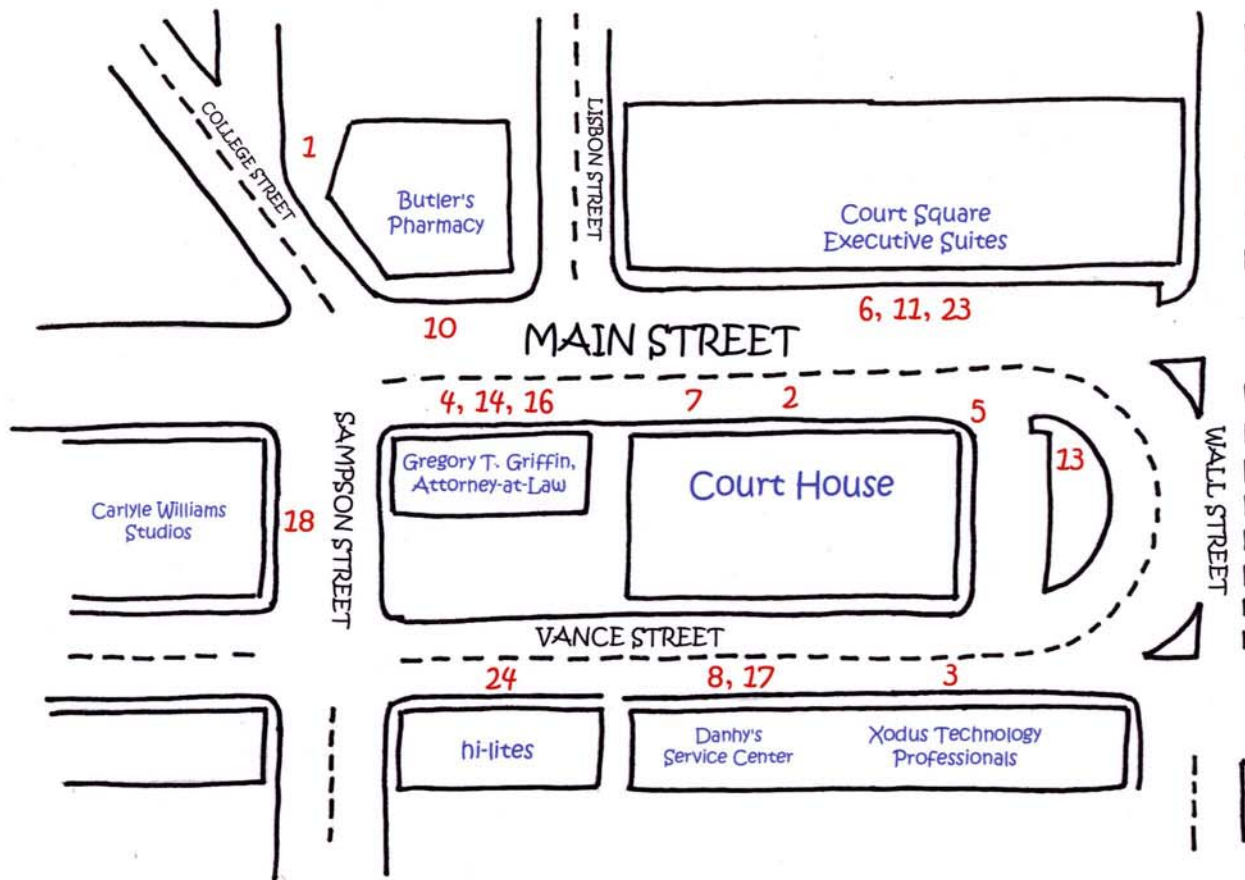 COLLEGE STREET
1
Butler's
Pharmacy
LISBON STREET
Court Square
Executive Suites
10
6, 11, 23
MAIN STREET
4, 14, 16
7
2
5
SAMPSON STREET
Gregory T. Griffin,
Attorney-at-Law
Court House
13
WALL STREET
Carlyle Williams
Studios
18
VANCE STREET
24
8, 17
3
hi-lites
Danhy's
Service Center
Xodus Technology
Professionals